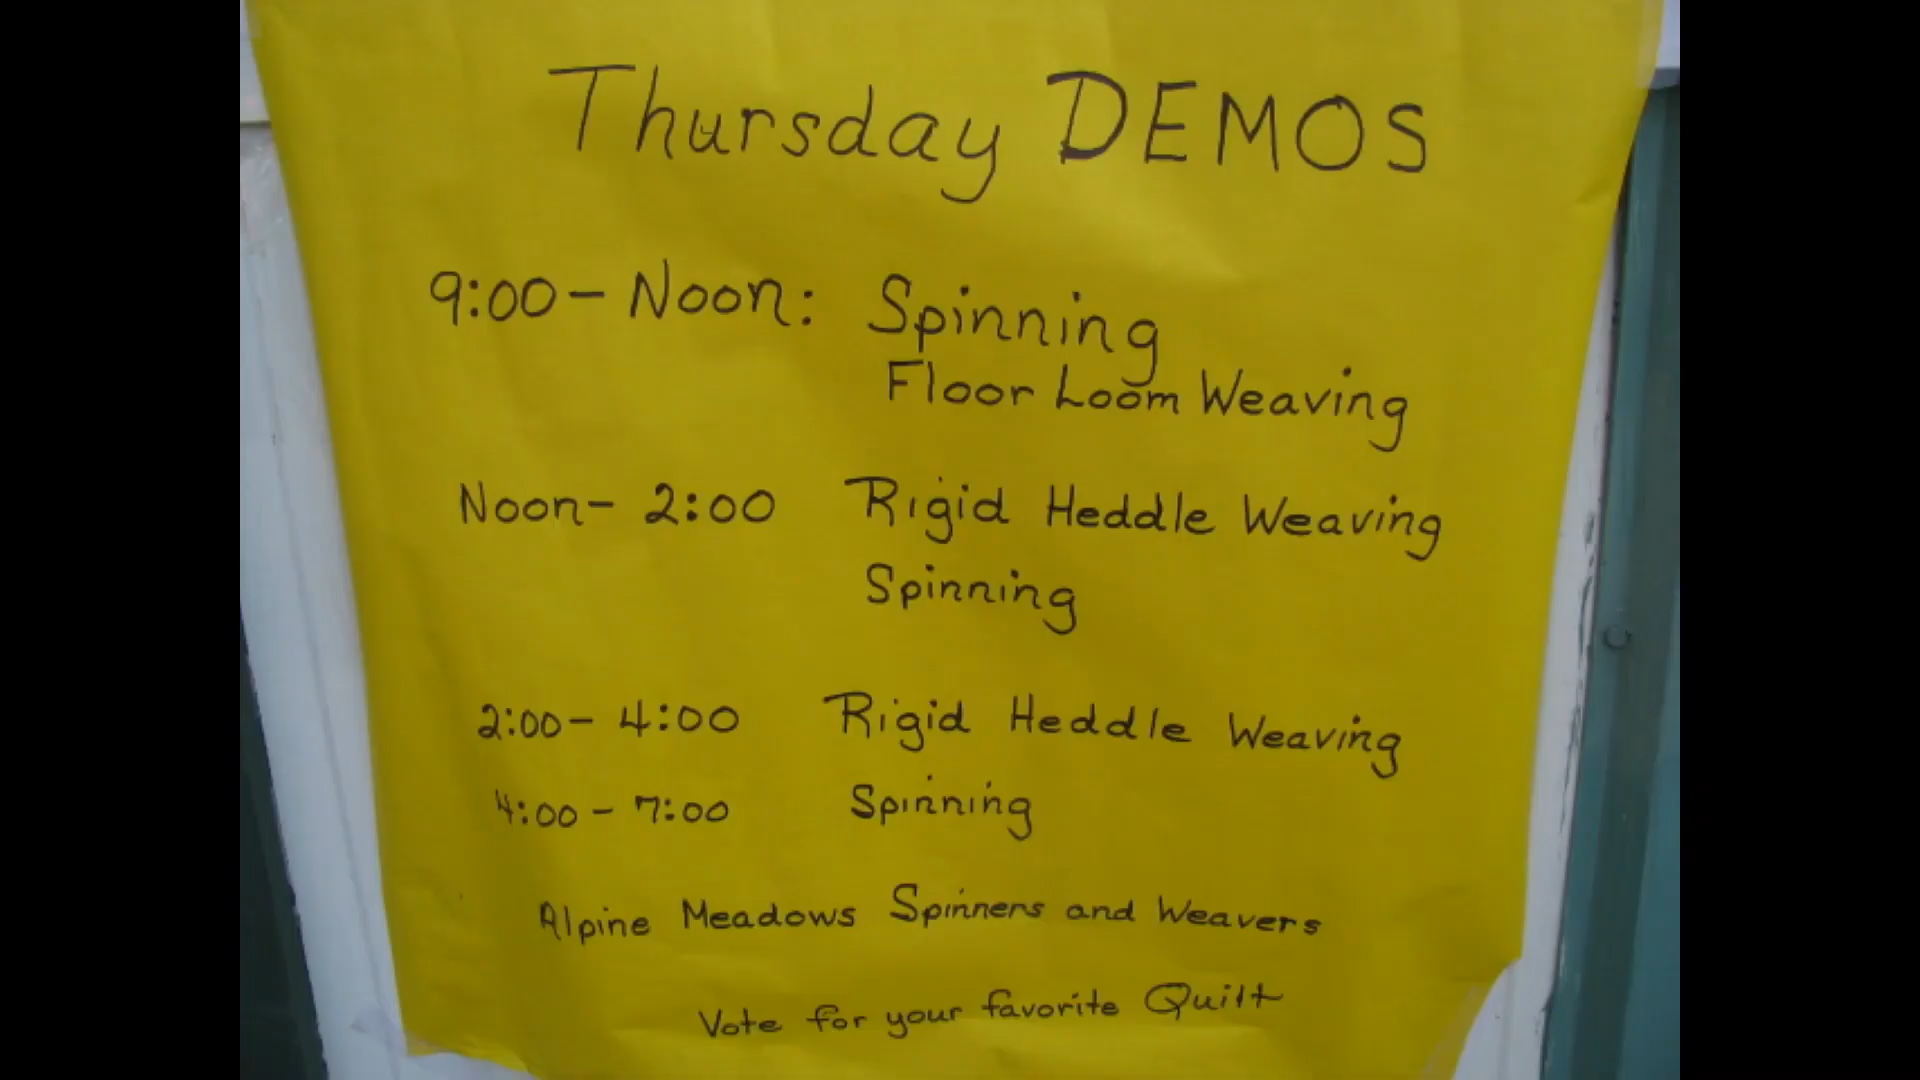 Thursday DEMOS
9:00 - Noon: Spinning
Floor Loom Weaving
Noon - 2:00 Rigid Heddle Weaving
Spinning
2:00 - 4:00 Rigid Heddle Weaving
4:00 - 7:00 Spinning
Alpine Meadows Spinners and Weavers
Vote for your favorite Quilt